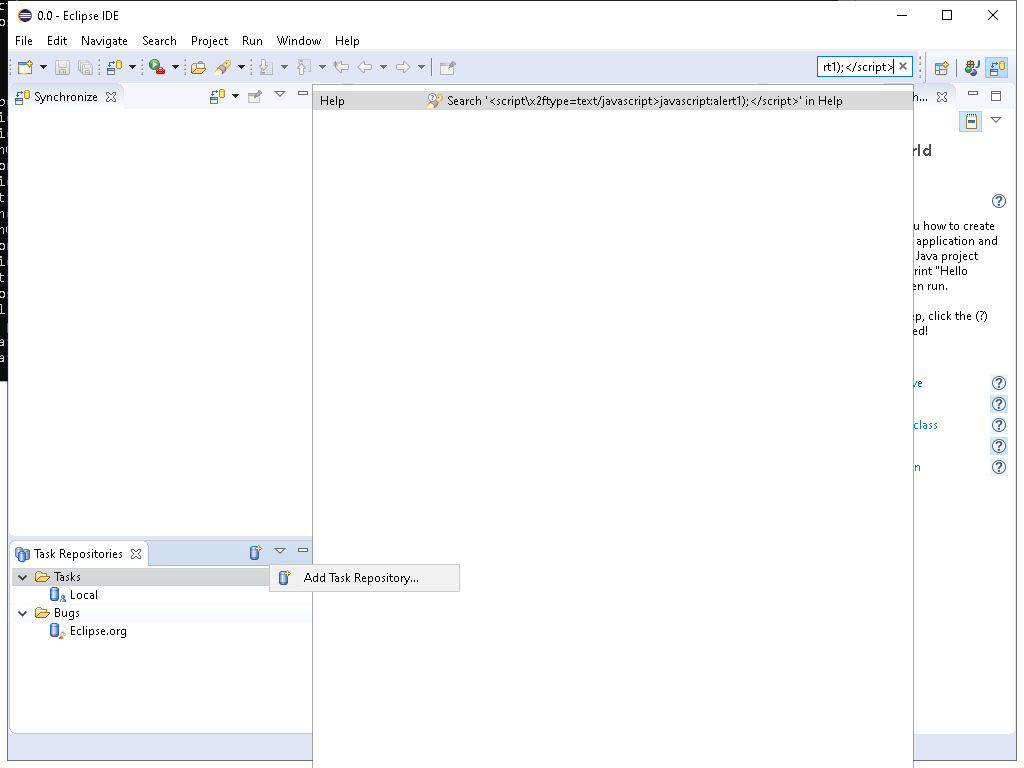 0.0 - Eclipse IDE
File Edit Navigate Search Project Run Window Help
rt1);</script>
Synchronize
Help Search '<script\x2ftype=text/javascript>javascript:alert1);</script>' in Help
h...
rld
u how to create
application and
Java project
rint "Hello
en run.
ep, click the (?)
ed!
ve
class
n
Task Repositories
Tasks
Add Task Repository...
Local
Bugs
Eclipse.org